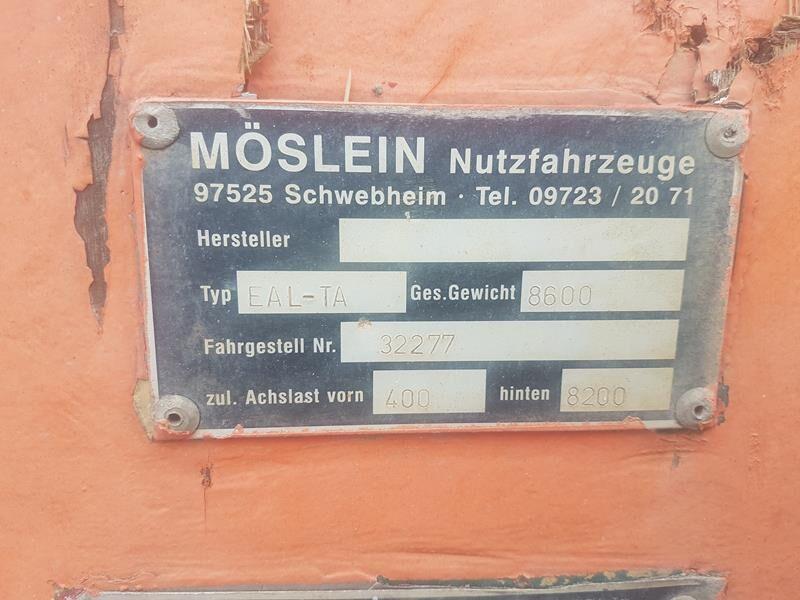 MÖSLEIN Nutzfahrzeuge
97525 Schwebheim · Tel. 09723 / 20 71
Hersteller
Typ EAL-TA Ges.Gewicht 8600
Fahrgestell Nr. 32277
zul. Achslast vorn 400 hinten 8200